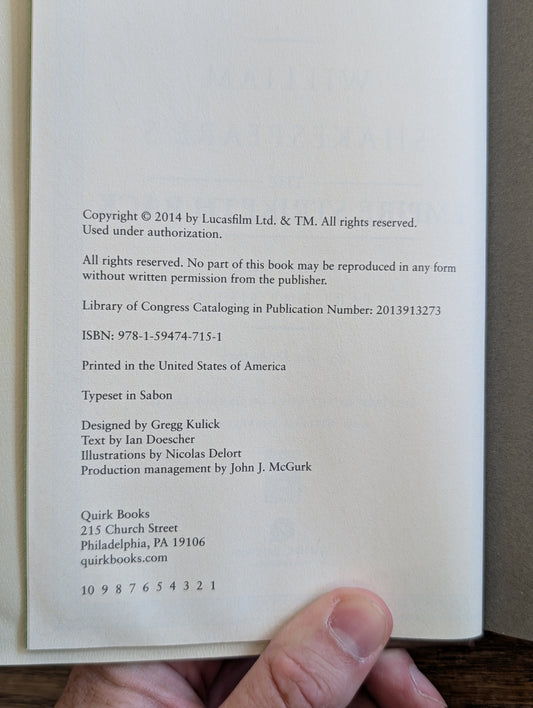 Copyright © 2014 by Lucasfilm Ltd. & TM. All rights reserved.
Used under authorization.
All rights reserved. No part of this book may be reproduced in any form
without written permission from the publisher.
Library of Congress Cataloging in Publication Number: 2013913273
ISBN: 978-1-59474-715-1
Printed in the United States of America
Typeset in Sabon
Designed by Gregg Kulick
Text by Ian Doescher
Illustrations by Nicolas Delort
Production management by John J. McGurk
Quirk Books
215 Church Street
Philadelphia, PA 19106
quirkbooks.com
10 9 8 7 6 5 4 3 2 1